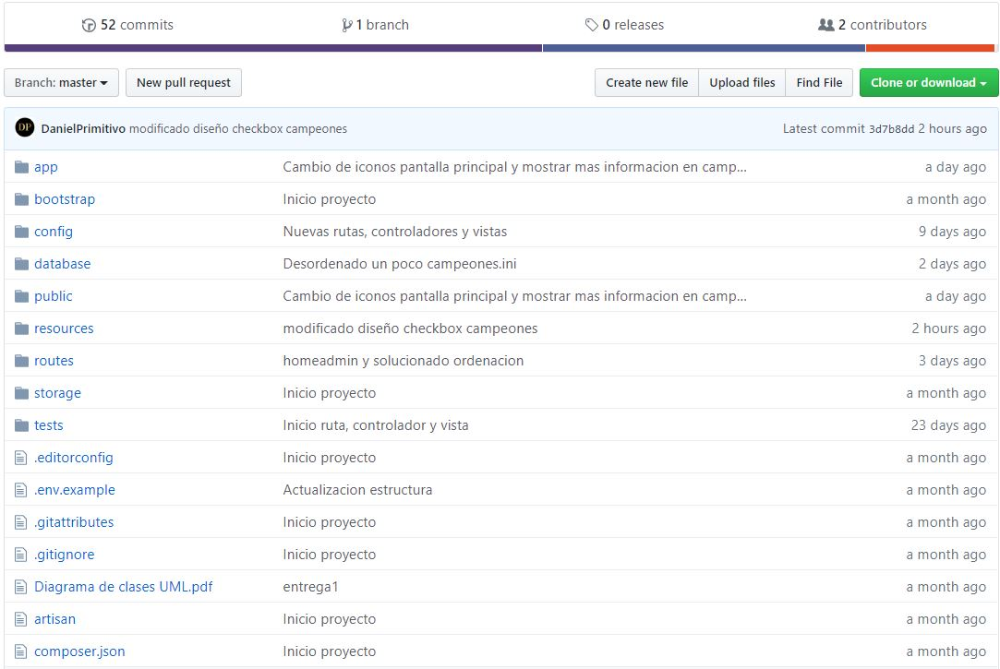 52 commits 1 branch 0 releases 2 contributors
Branch: master New pull request Create new file Upload files Find File Clone or download
DP DanielPrimitivo modificado diseño checkbox campeones Latest commit 3d7b8dd 2 hours ago
app Cambio de iconos pantalla principal y mostrar mas informacion en camp... a day ago
bootstrap Inicio proyecto a month ago
config Nuevas rutas, controladores y vistas 9 days ago
database Desordenado un poco campeones.ini 2 days ago
public Cambio de iconos pantalla principal y mostrar mas informacion en camp... a day ago
resources modificado diseño checkbox campeones 2 hours ago
routes homeadmin y solucionado ordenacion 3 days ago
storage Inicio proyecto a month ago
tests Inicio ruta, controlador y vista 23 days ago
.editorconfig Inicio proyecto a month ago
.env.example Actualizacion estructura a month ago
.gitattributes Inicio proyecto a month ago
.gitignore Inicio proyecto a month ago
Diagrama de clases UML.pdf entrega1 a month ago
artisan Inicio proyecto a month ago
composer.json Inicio proyecto a month ago